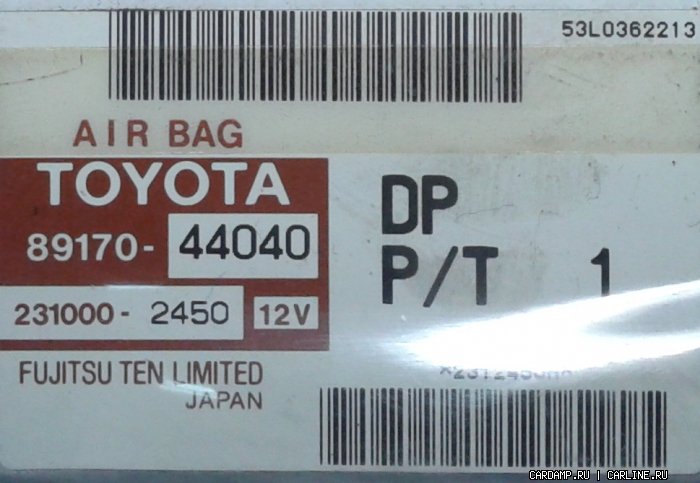 53L0362213
AIR BAG
TOYOTA
89170- 44040
231000- 2450 12V
DP
P/T 1
FUJITSU TEN LIMITED
JAPAN
CARDAMP.RU | CARLINE.RU